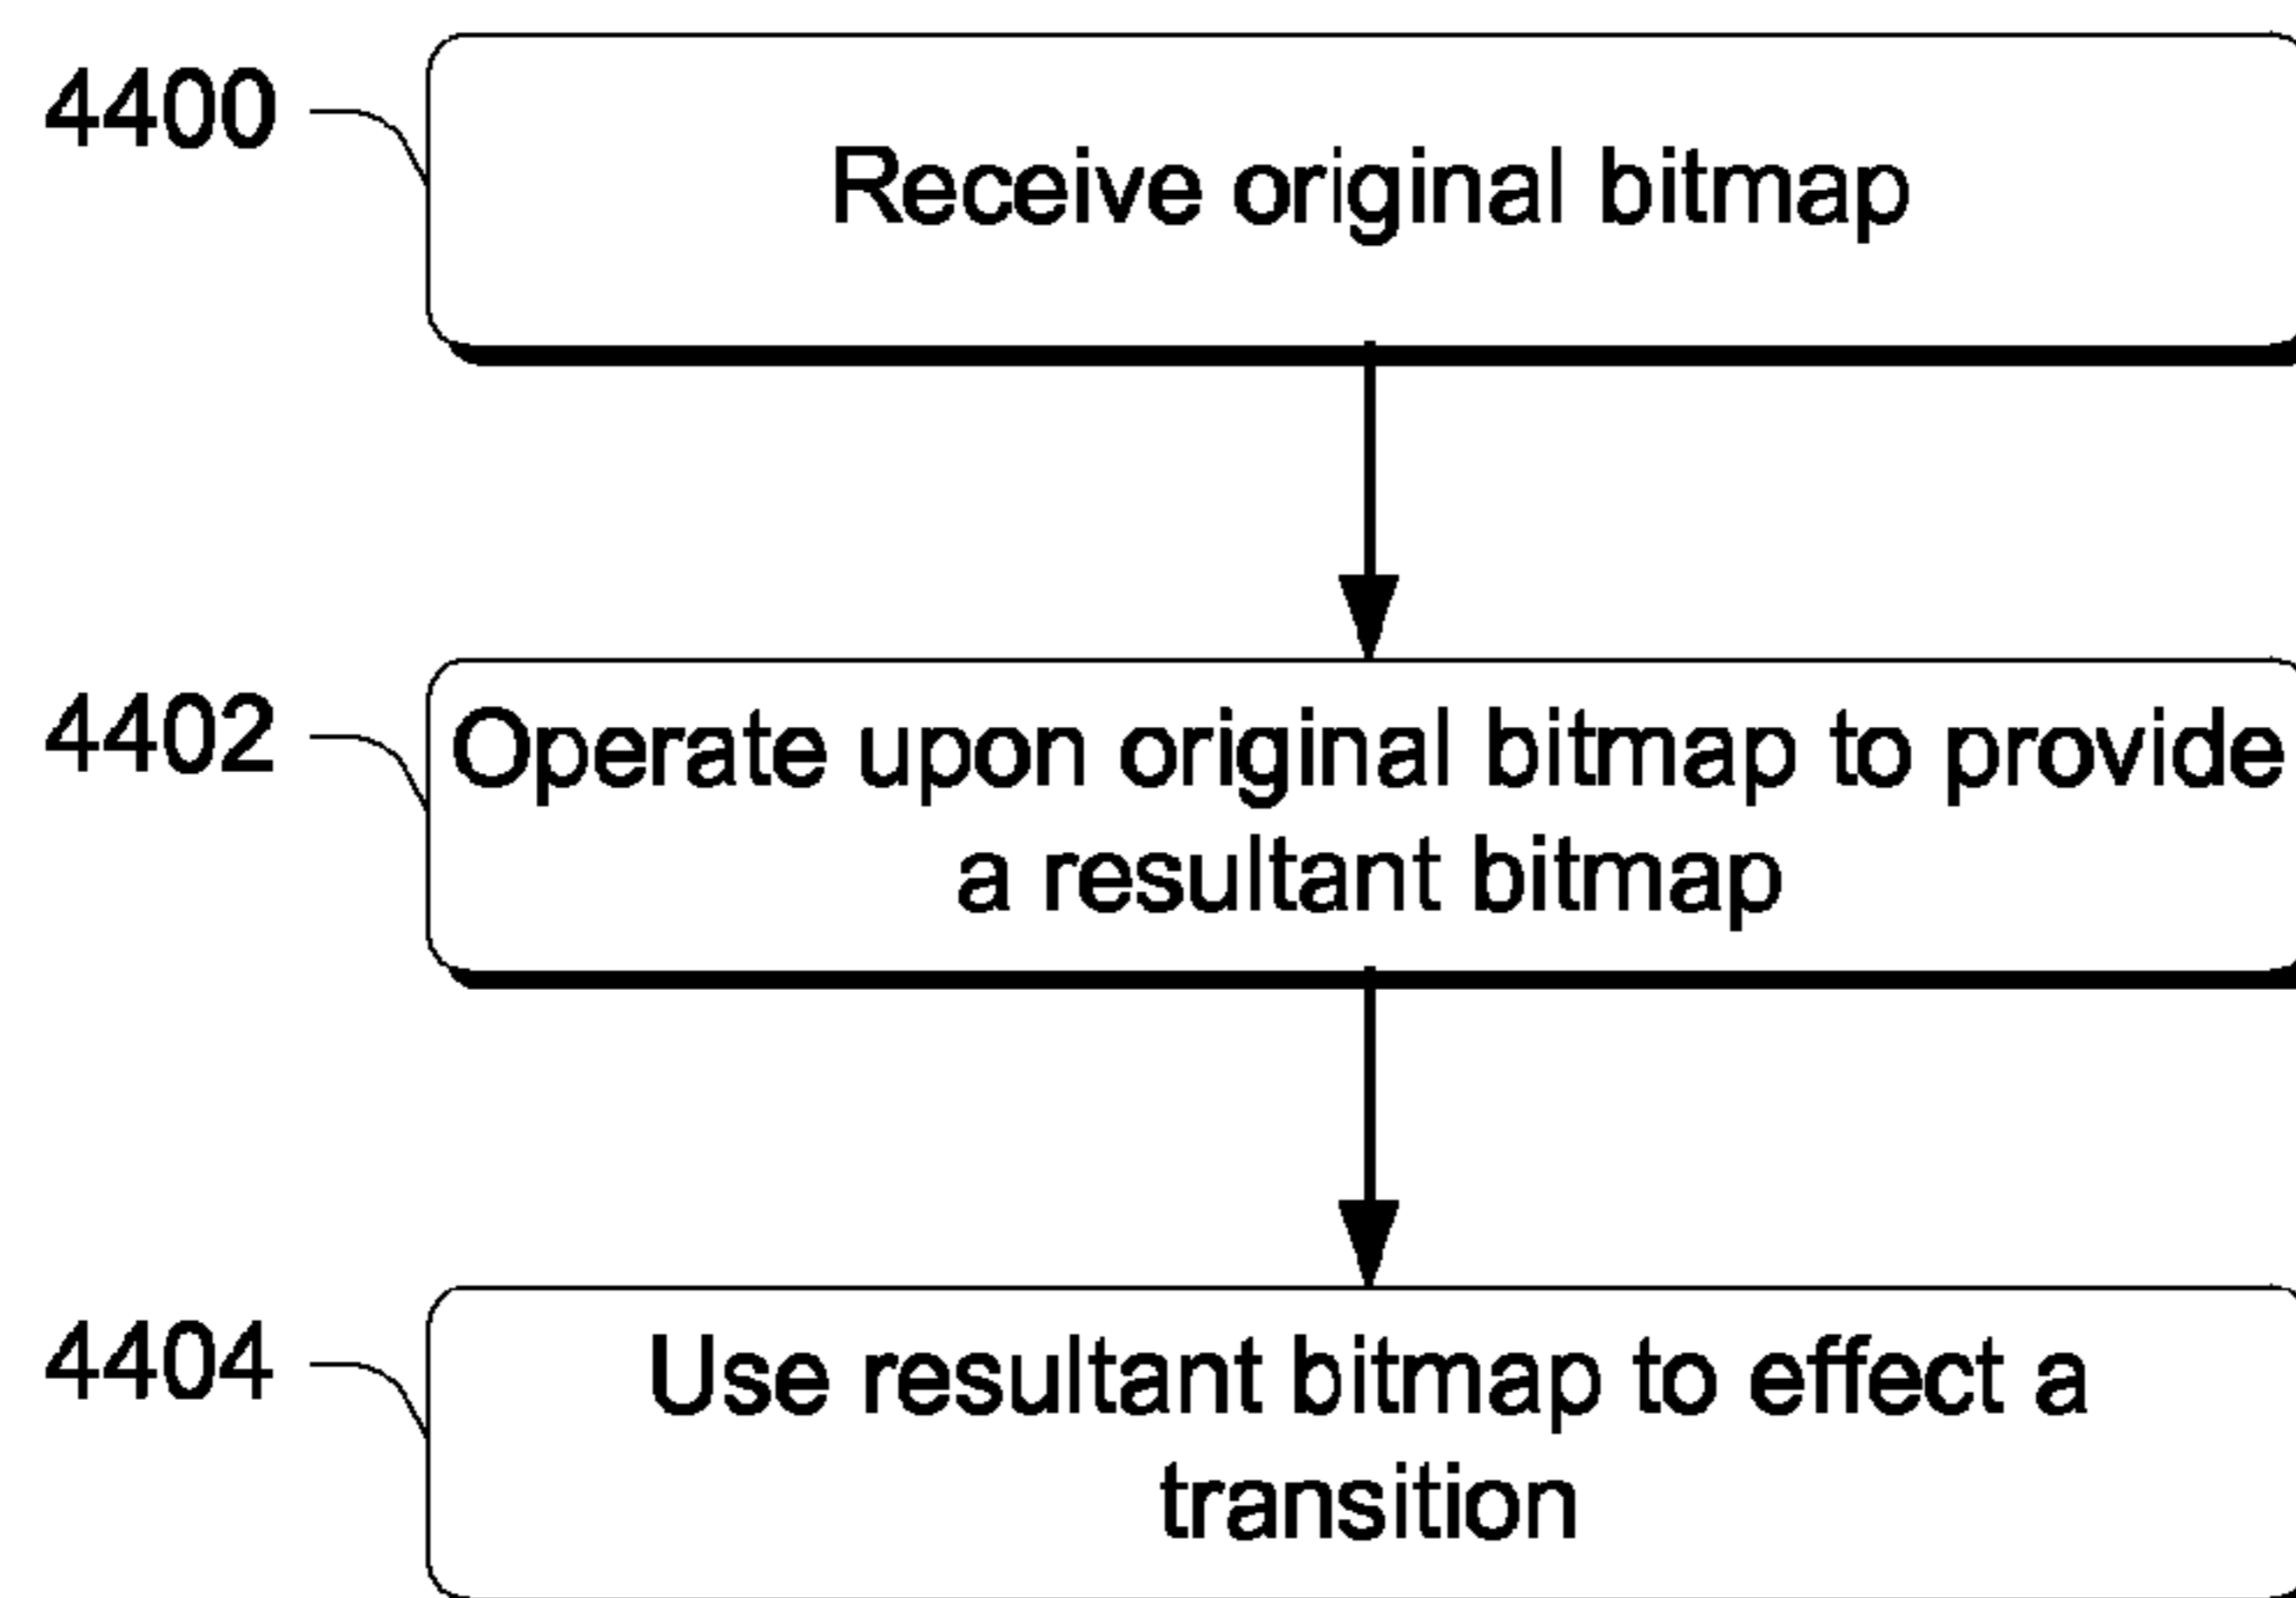 4400
Receive original bitmap
4402
Operate upon original bitmap to provide
a resultant bitmap
4404
Use resultant bitmap to effect a
transition